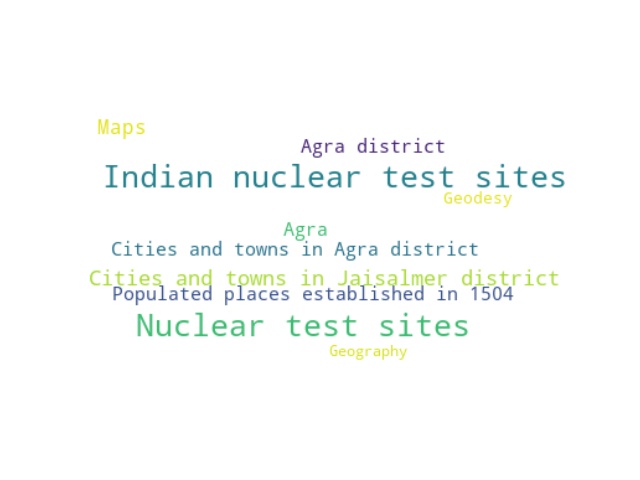 Maps
Agra district
Indian nuclear test sites
Geodesy
Agra
Cities and towns in Agra district
Cities and towns in Jaisalmer district
Populated places established in 1504
Nuclear test sites
Geography